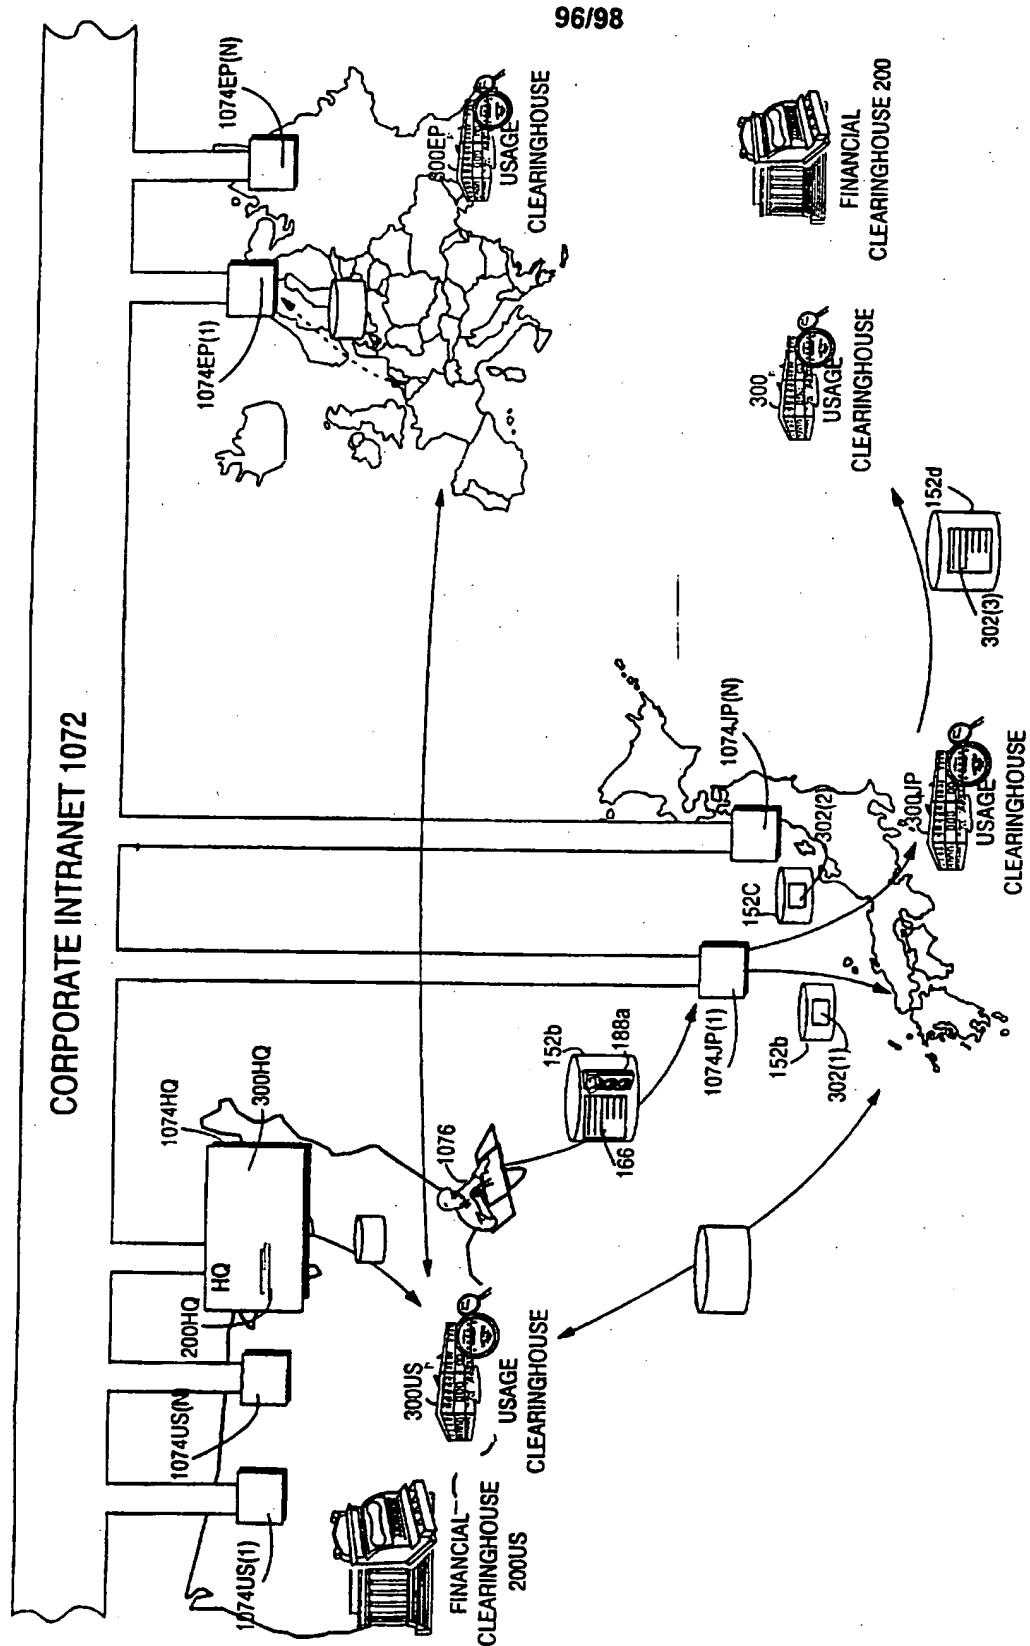 96/98
CORPORATE INTRANET 1072
1074US(1)
1074US(N)
200HQ
HQ
1074HQ
300HQ
1074EP(1)
1074EP(N)
300EP
USAGE
CLEARINGHOUSE
FINANCIAL
CLEARINGHOUSE
200US
300US
USAGE
CLEARINGHOUSE
1076
152b
188a
166
1074JP(1)
1074JP(N)
152b
302(1)
152C
302(2)
300JP
USAGE
CLEARINGHOUSE
152d
302(3)
300
USAGE
CLEARINGHOUSE
FINANCIAL
CLEARINGHOUSE 200